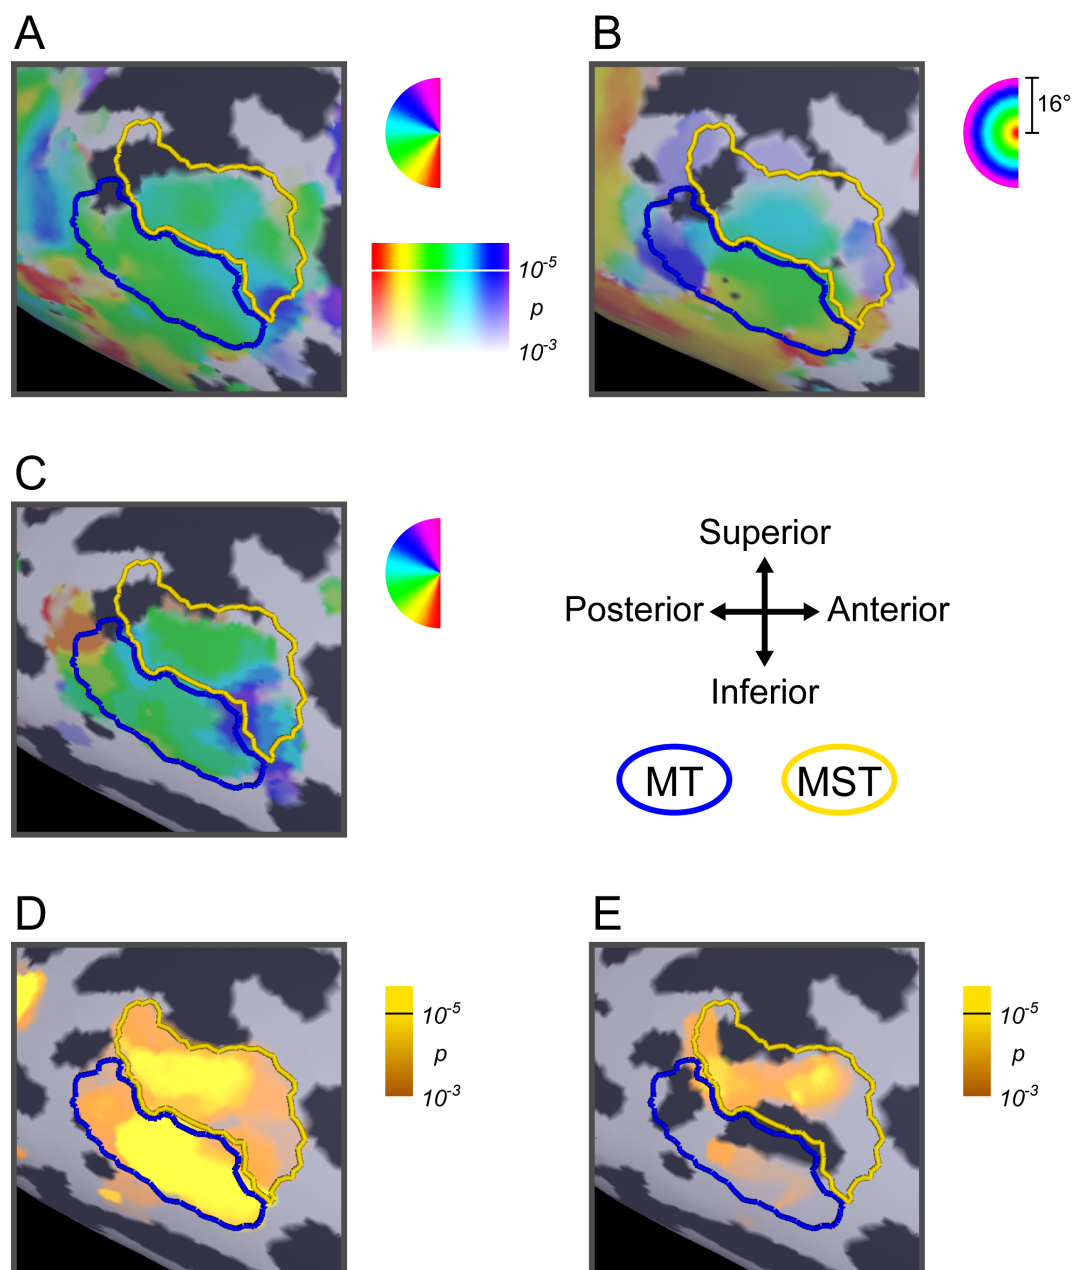 A
B
16°
10⁻⁵
p
10⁻³
C
Superior
Posterior
Anterior
Inferior
MT
MST
D
E
10⁻⁵
p
10⁻³
10⁻⁵
p
10⁻³